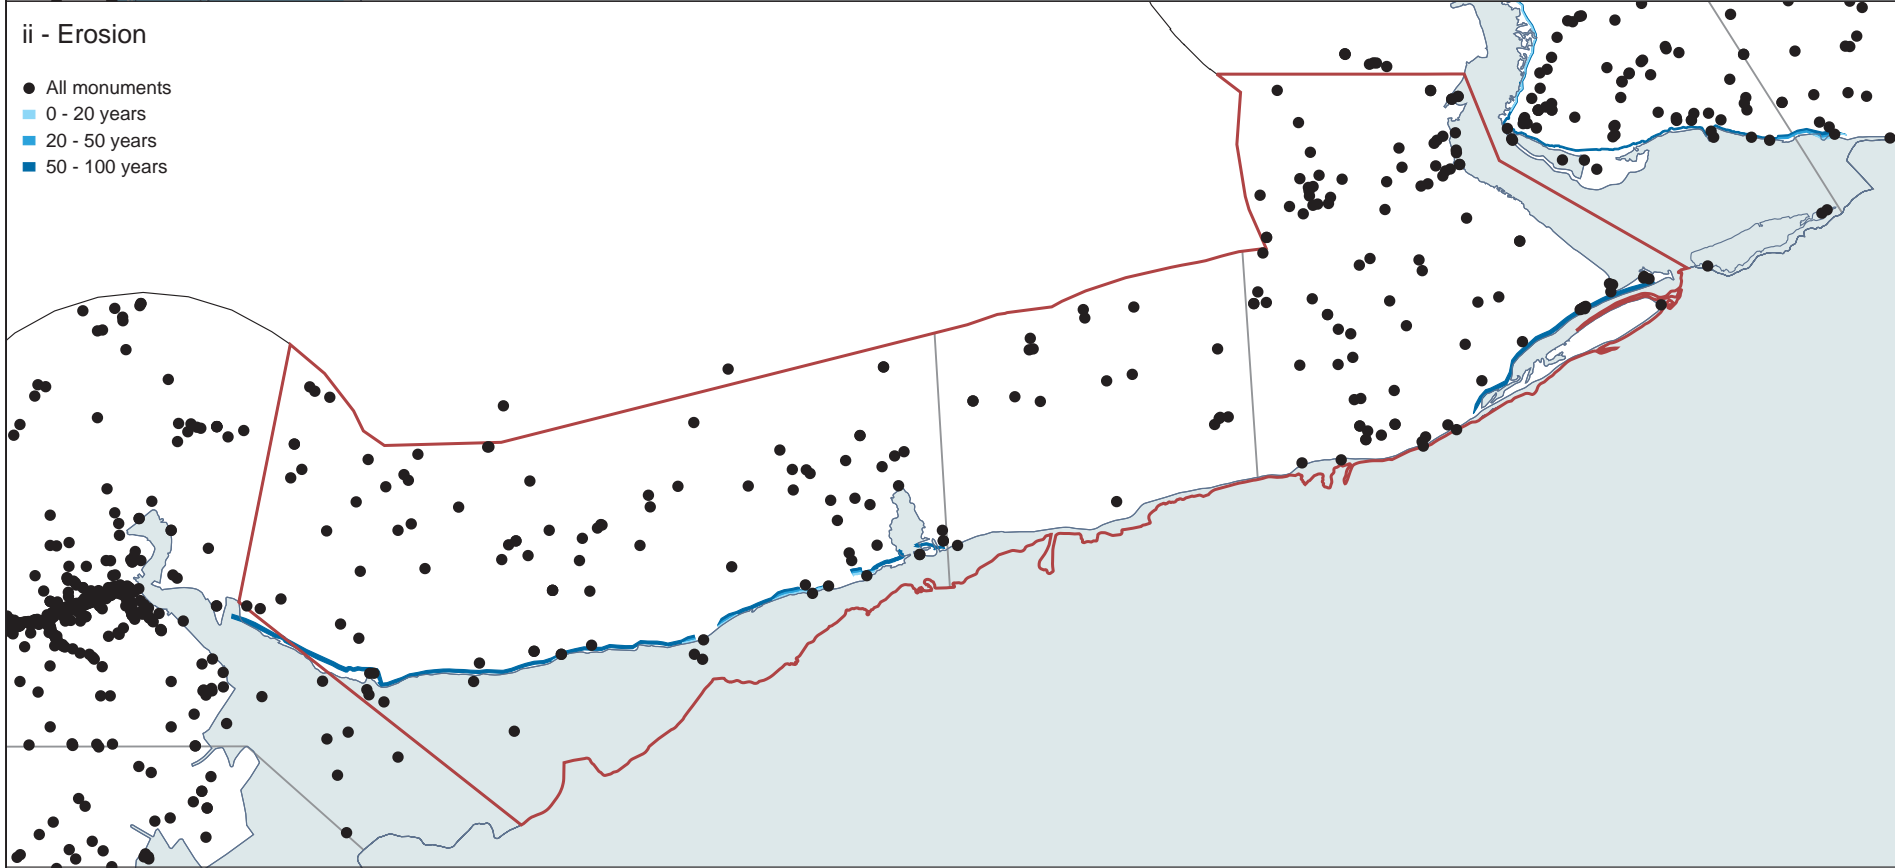 ii - Erosion
All monuments
0 - 20 years
20 - 50 years
50 - 100 years